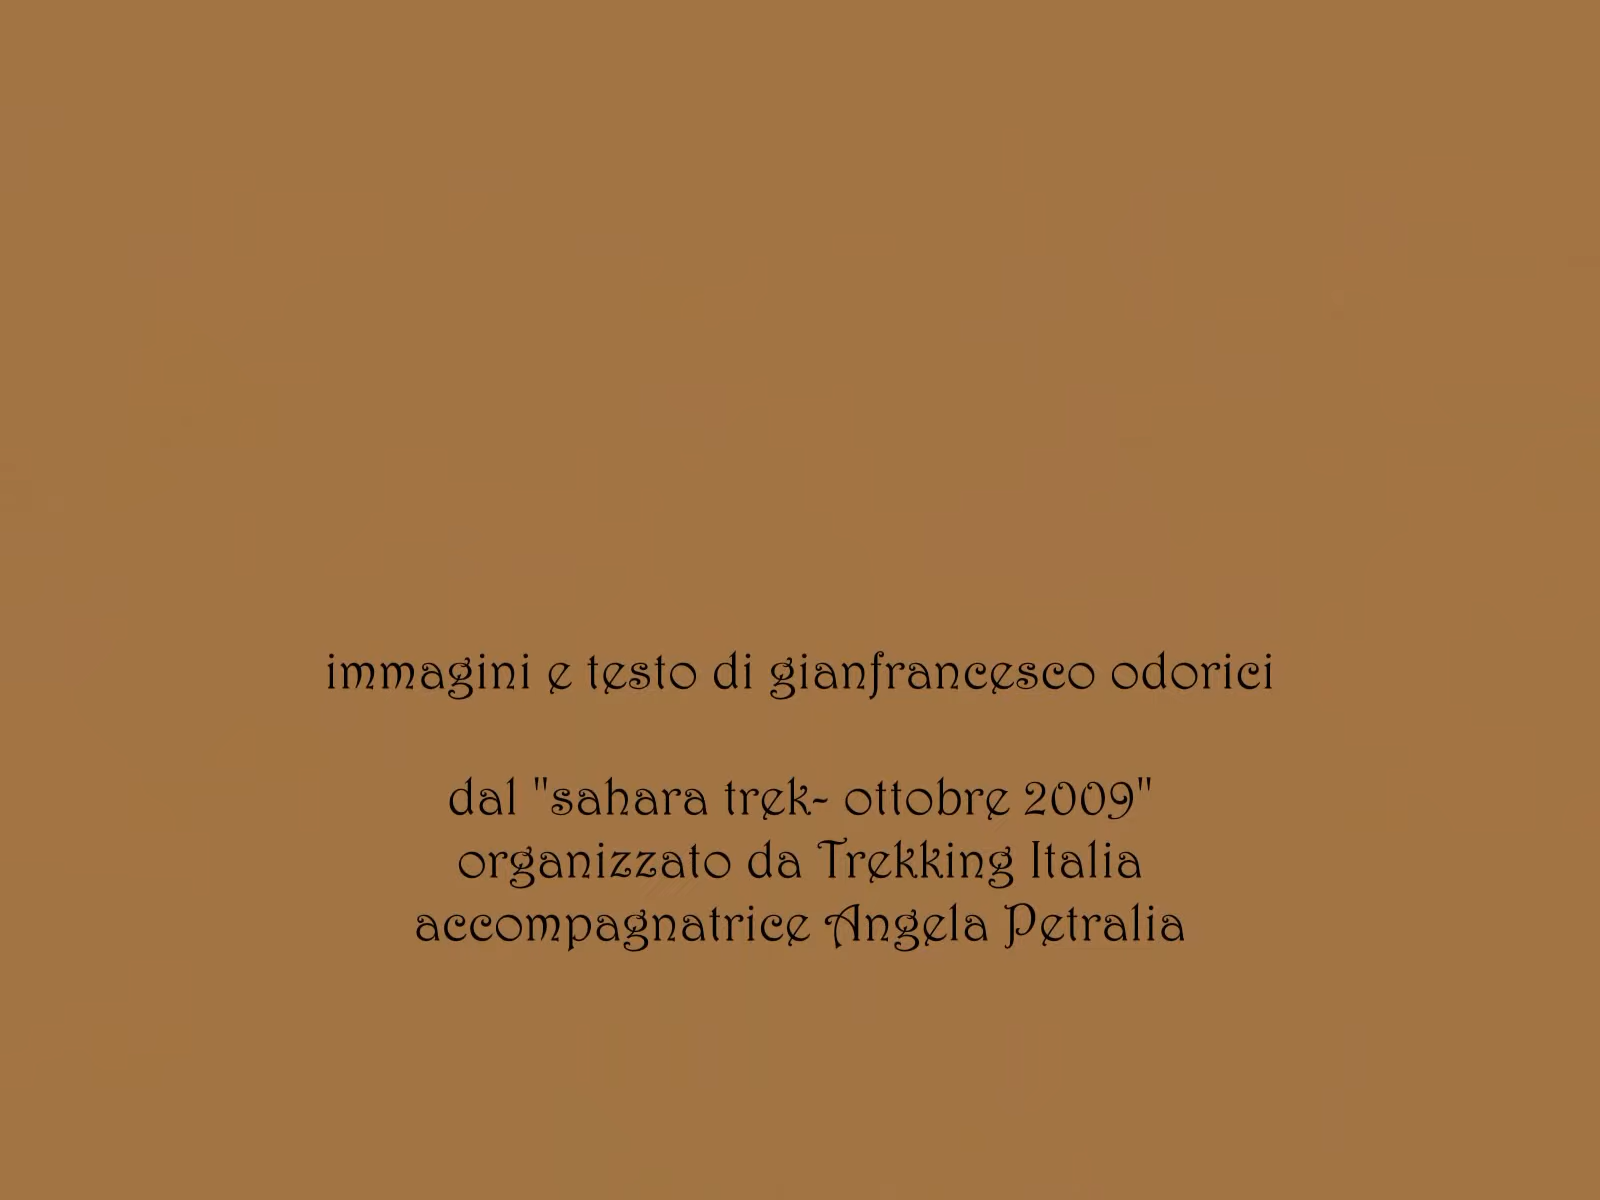 immagini e testo di gianfrancesco odorici
dal "sahara trek- ottobre 2009"
organizzato da Trekking Italia
accompagnatrice Angela Petralia